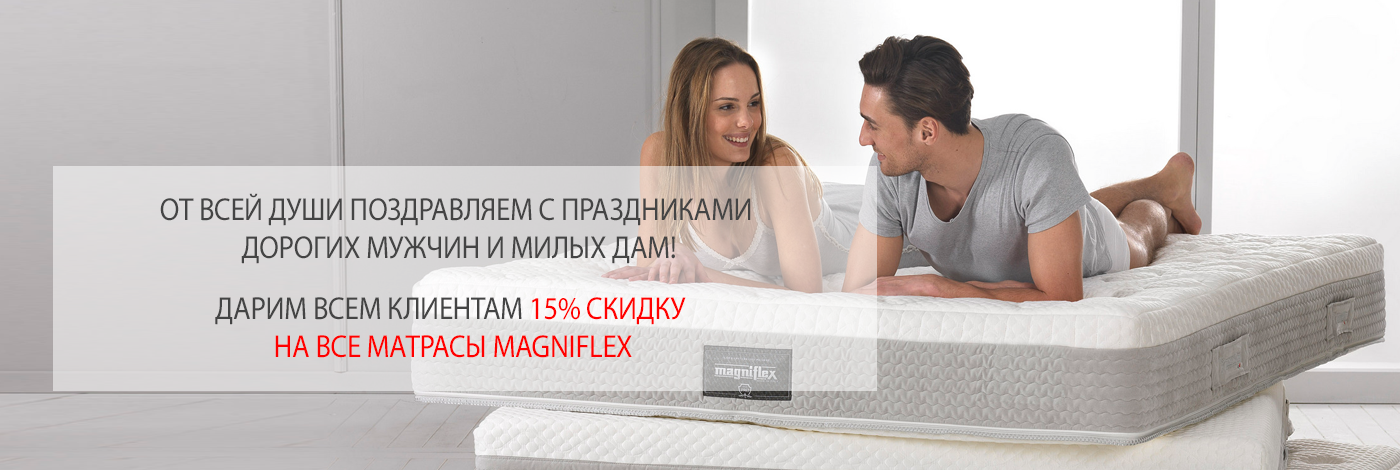 ОТ ВСЕЙ ДУШИ ПОЗДРАВЛЯЕМ С ПРАЗДНИКАМИ
ДОРОГИХ МУЖЧИН И МИЛЫХ ДАМ!
ДАРИМ ВСЕМ КЛИЕНТАМ 15% СКИДКУ
НА ВСЕ МАТРАСЫ MAGNIFLEX
magniflex